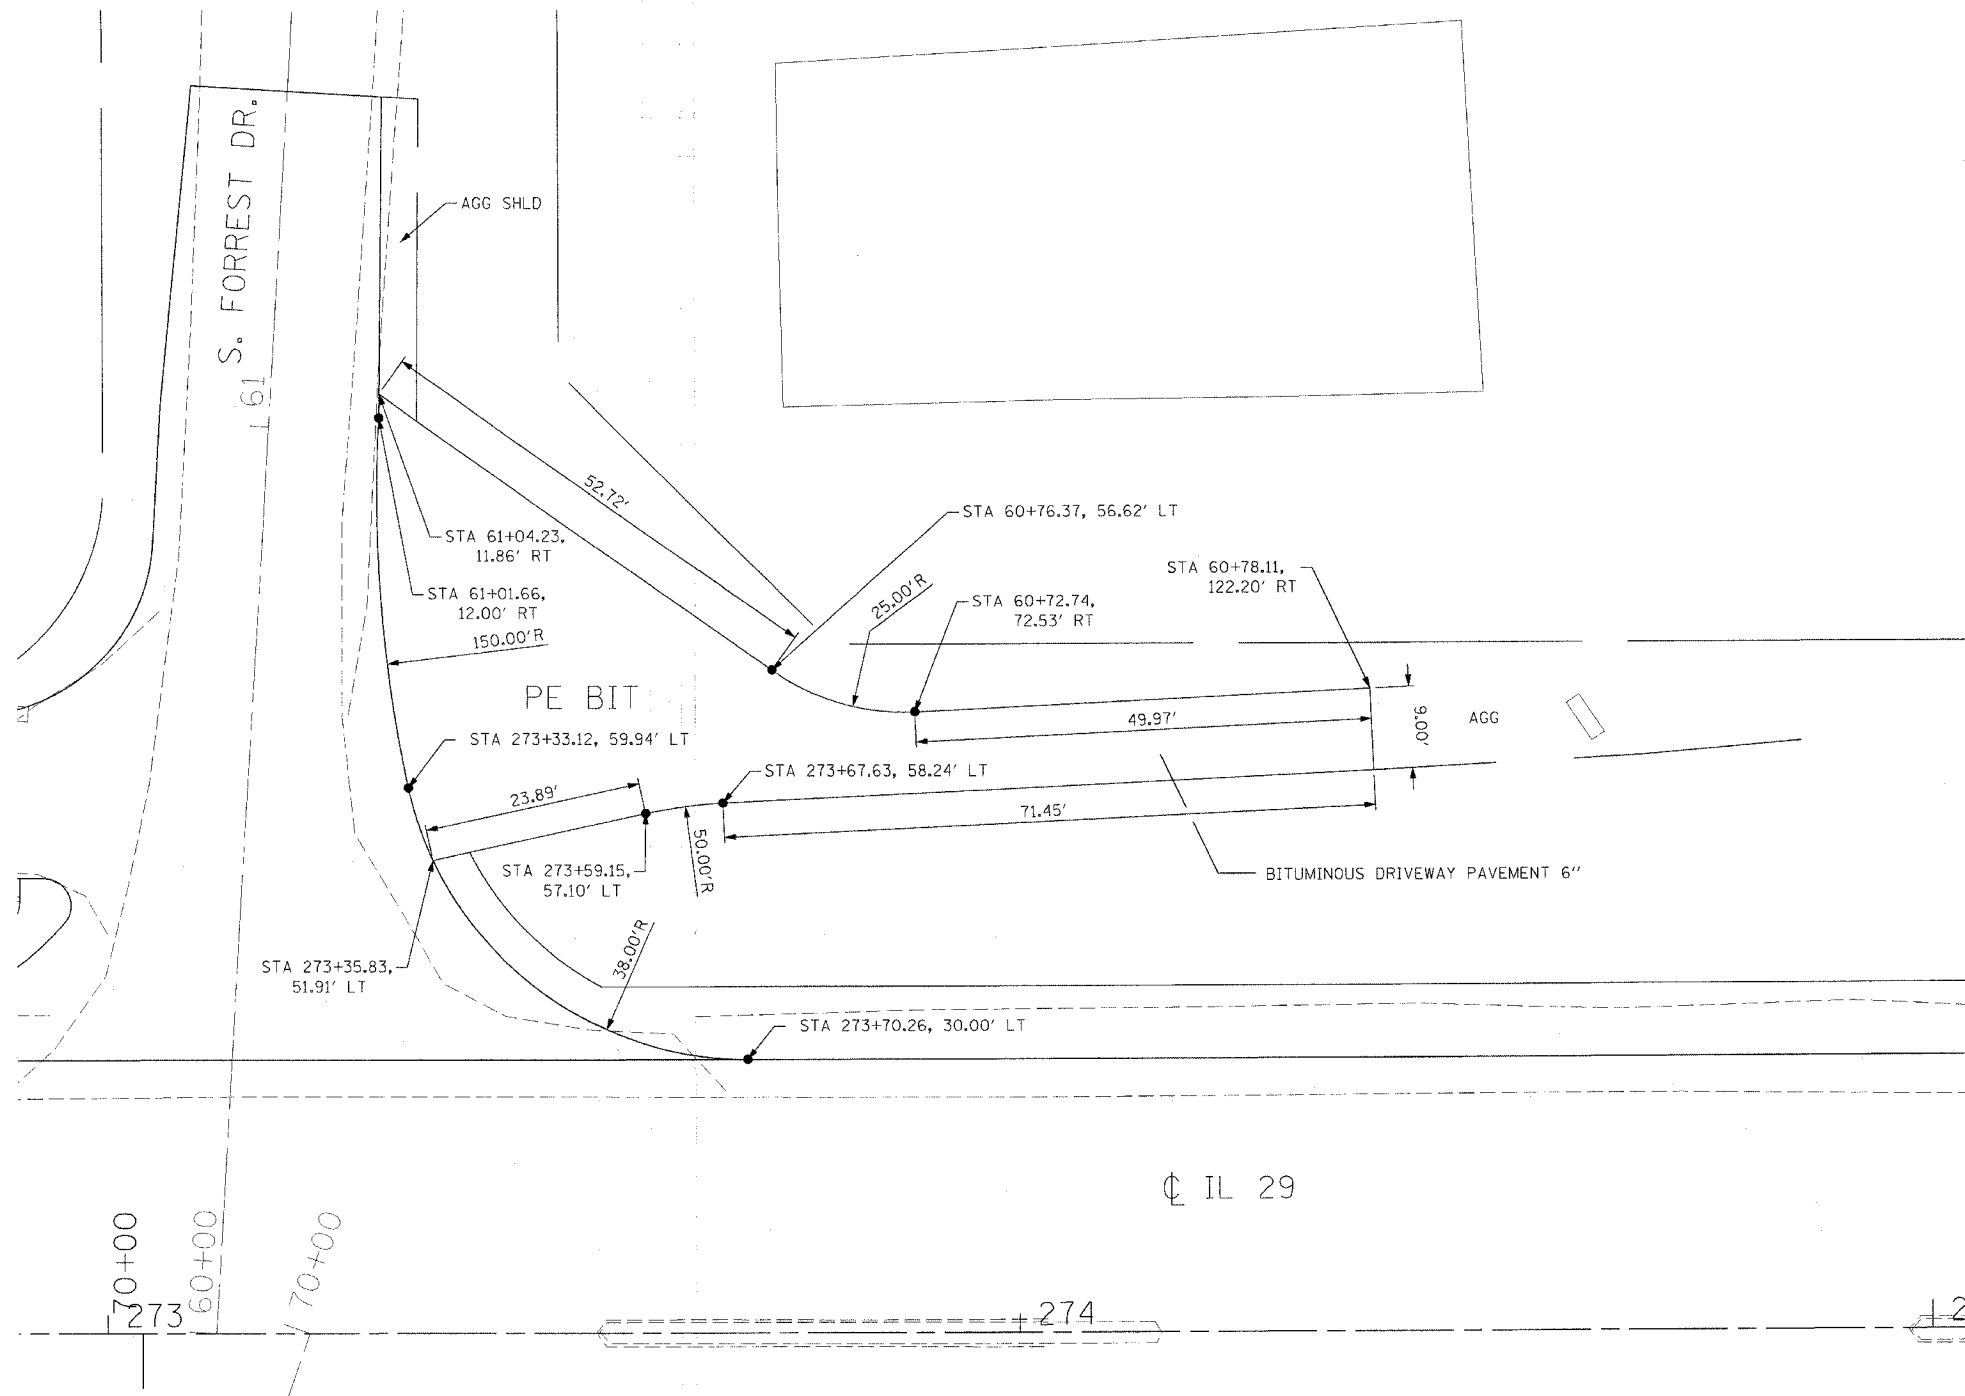 S. FORREST DR.
61
AGG SHLD
52.72'
STA 61+04.23,
11.86' RT
STA 61+01.66,
12.00' RT
150.00'R
STA 60+76.37, 56.62' LT
25.00'R
STA 60+72.74,
72.53' RT
STA 60+78.11,
122.20' RT
PE BIT
49.97'
9.00'
AGG
STA 273+33.12, 59.94' LT
STA 273+67.63, 58.24' LT
23.89'
71.45'
50.00'R
STA 273+59.15,
57.10' LT
BITUMINOUS DRIVEWAY PAVEMENT 6"
38.00'R
STA 273+35.83,
51.91' LT
STA 273+70.26, 30.00' LT
℄ IL 29
70+00
60+00
70+00
273
274
2